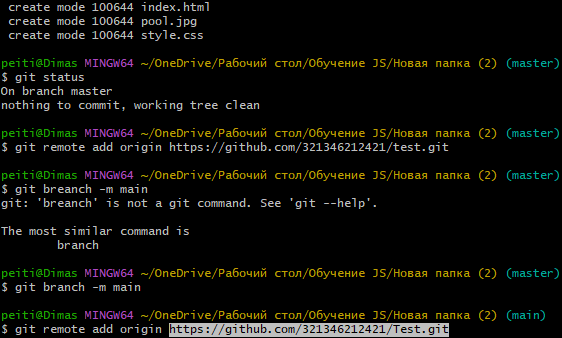 create mode 100644 index.html
create mode 100644 pool.jpg
create mode 100644 style.css
peiti@Dimas MINGW64 ~/OneDrive/Рабочий стол/Обучение JS/Новая папка (2) (master)
$ git status
On branch master
nothing to commit, working tree clean
peiti@Dimas MINGW64 ~/OneDrive/Рабочий стол/Обучение JS/Новая папка (2) (master)
$ git remote add origin https://github.com/321346212421/test.git
peiti@Dimas MINGW64 ~/OneDrive/Рабочий стол/Обучение JS/Новая папка (2) (master)
$ git breanch -m main
git: 'breanch' is not a git command. See 'git --help'.
The most similar command is
branch
peiti@Dimas MINGW64 ~/OneDrive/Рабочий стол/Обучение JS/Новая папка (2) (master)
$ git branch -m main
peiti@Dimas MINGW64 ~/OneDrive/Рабочий стол/Обучение JS/Новая папка (2) (main)
$ git remote add origin https://github.com/321346212421/Test.git